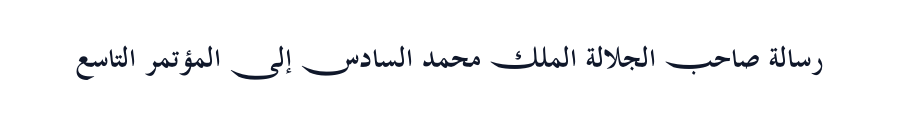 رسالة صاحب الجلالة الملك محمد السادس إلى المؤتمر التاسع